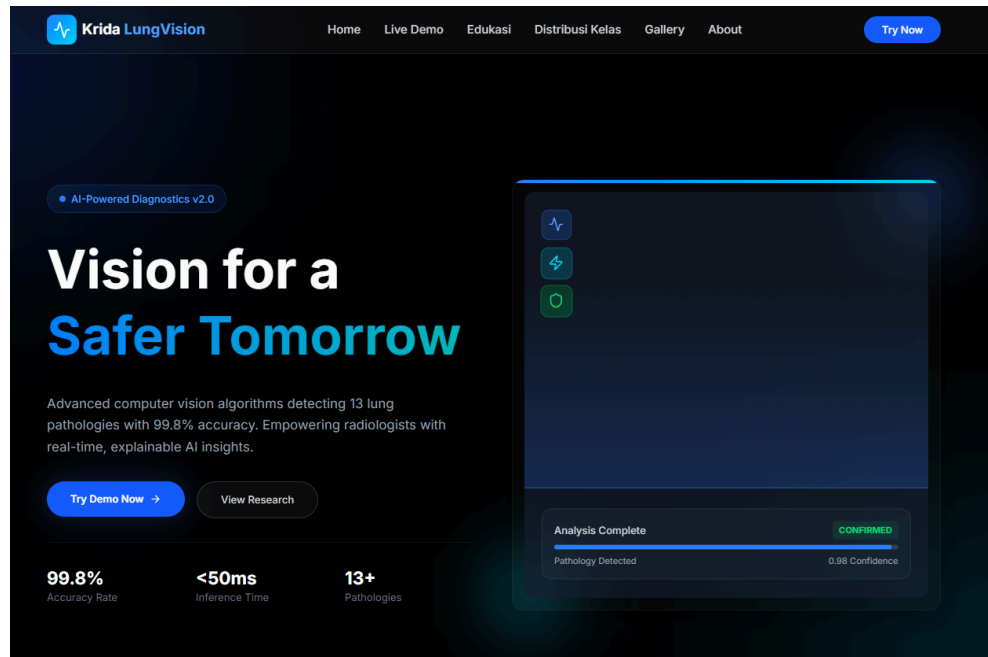 Krida LungVision
Home Live Demo Edukasi Distribusi Kelas Gallery About
Try Now
AI-Powered Diagnostics v2.0
Vision for a
Safer Tomorrow
Advanced computer vision algorithms detecting 13 lung
pathologies with 99.8% accuracy. Empowering radiologists with
real-time, explainable AI insights.
Try Demo Now →
View Research
99.8%
Accuracy Rate
<50ms
Inference Time
13+
Pathologies
Analysis Complete
CONFIRMED
Pathology Detected
0.98 Confidence